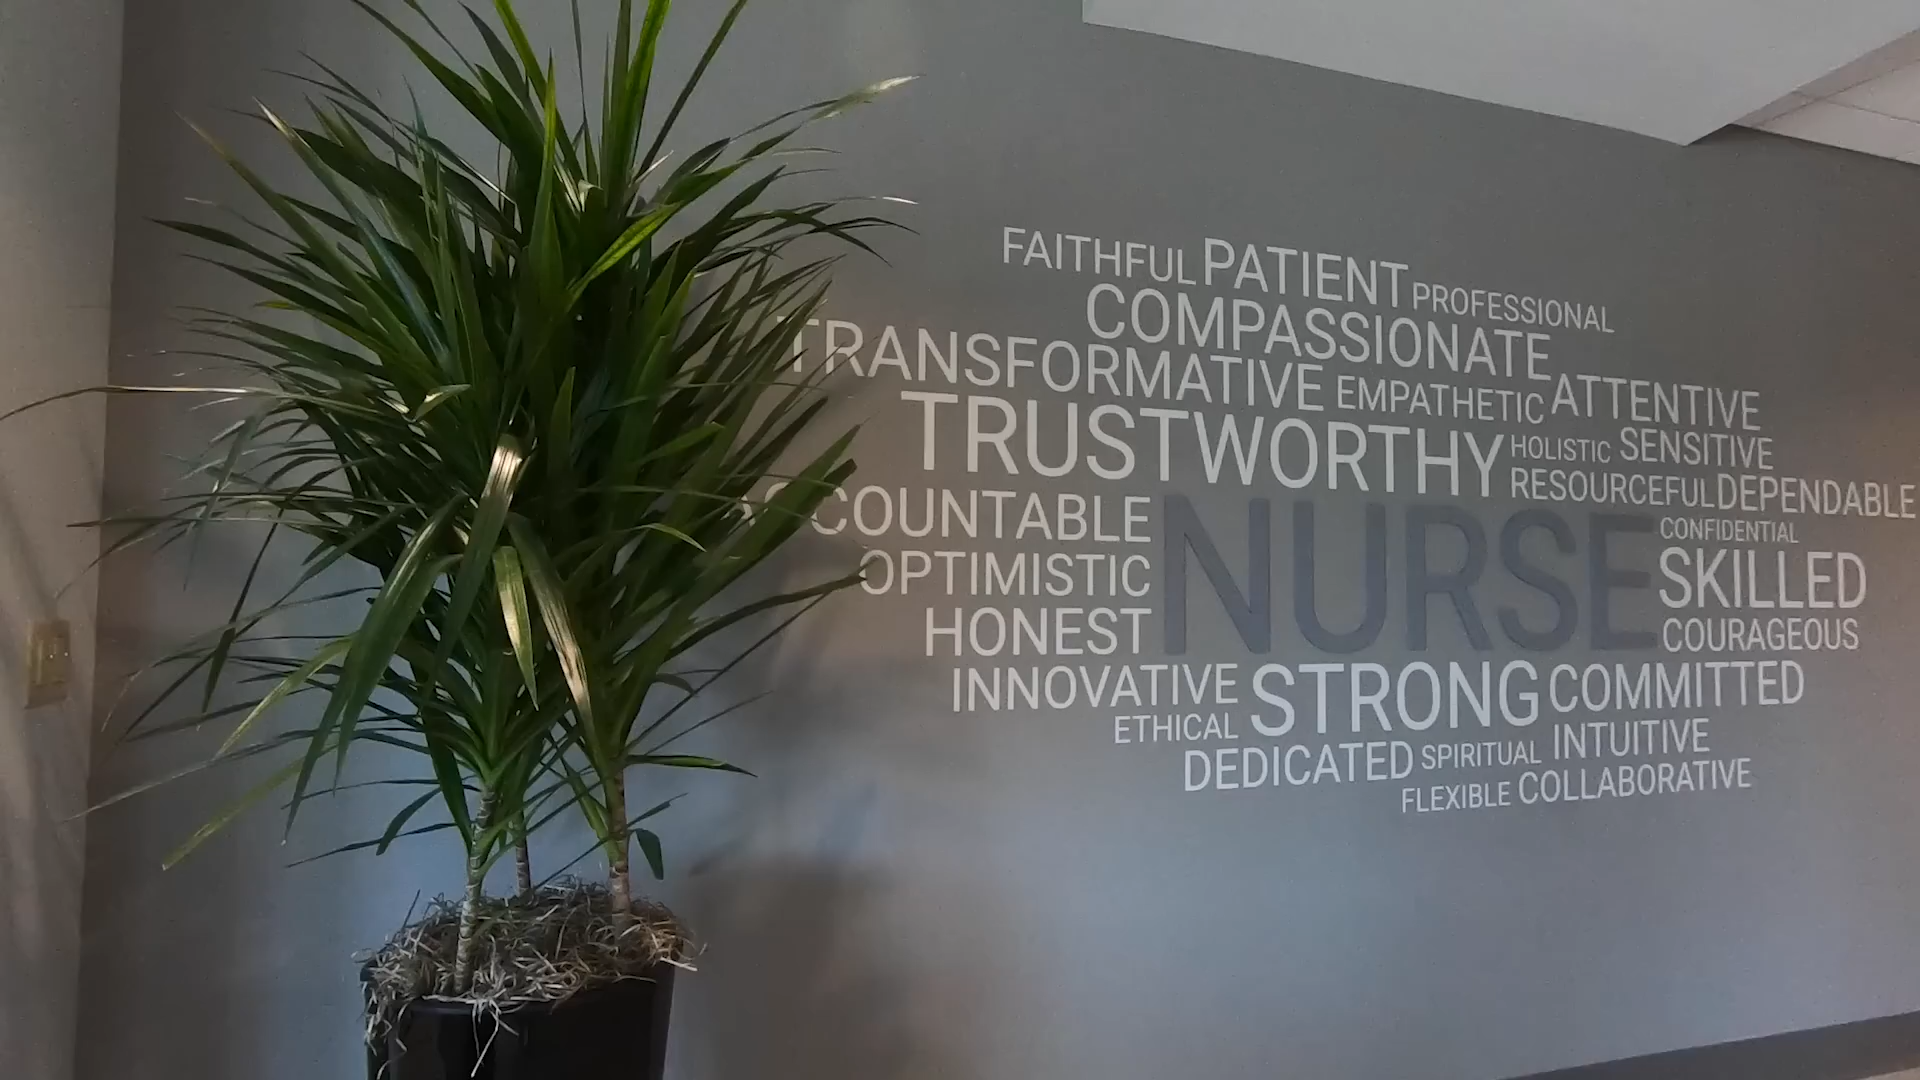 FAITHFUL PATIENT PROFESSIONAL
COMPASSIONATE
TRANSFORMATIVE EMPATHETIC ATTENTIVE
TRUSTWORTHY HOLISTIC SENSITIVE
RESOURCEFUL DEPENDABLE
ACCOUNTABLE NURSE CONFIDENTIAL
OPTIMISTIC SKILLED
HONEST COURAGEOUS
INNOVATIVE STRONG COMMITTED
ETHICAL
DEDICATED SPIRITUAL INTUITIVE
FLEXIBLE COLLABORATIVE